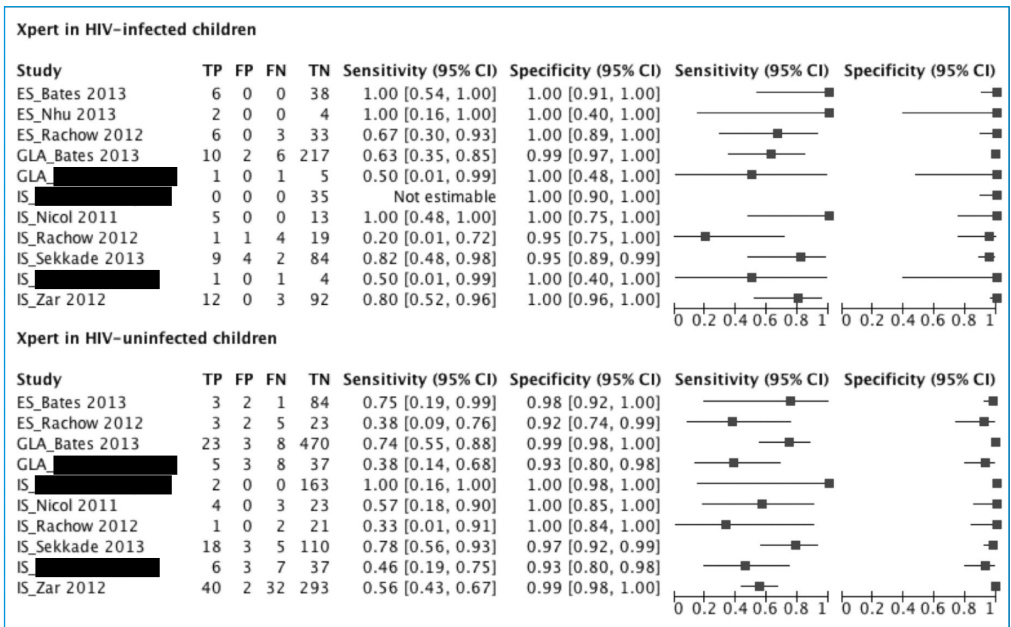 Xpert in HIV-infected children
Study TP FP FN TN Sensitivity (95% CI) Specificity (95% CI) Sensitivity (95% CI) Specificity (95% CI)
ES_Bates 2013 6 0 0 38 1.00 [0.54, 1.00] 1.00 [0.91, 1.00]
ES_Nhu 2013 2 0 0 4 1.00 [0.16, 1.00] 1.00 [0.40, 1.00]
ES_Rachow 2012 6 0 3 33 0.67 [0.30, 0.93] 1.00 [0.89, 1.00]
GLA_Bates 2013 10 2 6 217 0.63 [0.35, 0.85] 0.99 [0.97, 1.00]
GLA_ 1 0 1 5 0.50 [0.01, 0.99] 1.00 [0.48, 1.00]
IS_ 0 0 0 35 Not estimable 1.00 [0.90, 1.00]
IS_Nicol 2011 5 0 0 13 1.00 [0.48, 1.00] 1.00 [0.75, 1.00]
IS_Rachow 2012 1 1 4 19 0.20 [0.01, 0.72] 0.95 [0.75, 1.00]
IS_Sekkade 2013 9 4 2 84 0.82 [0.48, 0.98] 0.95 [0.89, 0.99]
IS_ 1 0 1 4 0.50 [0.01, 0.99] 1.00 [0.40, 1.00]
IS_Zar 2012 12 0 3 92 0.80 [0.52, 0.96] 1.00 [0.96, 1.00]
0 0.2 0.4 0.6 0.8 1 0 0.2 0.4 0.6 0.8 1
Xpert in HIV-uninfected children
Study TP FP FN TN Sensitivity (95% CI) Specificity (95% CI) Sensitivity (95% CI) Specificity (95% CI)
ES_Bates 2013 3 2 1 84 0.75 [0.19, 0.99] 0.98 [0.92, 1.00]
ES_Rachow 2012 3 2 5 23 0.38 [0.09, 0.76] 0.92 [0.74, 0.99]
GLA_Bates 2013 23 3 8 470 0.74 [0.55, 0.88] 0.99 [0.98, 1.00]
GLA_ 5 3 8 37 0.38 [0.14, 0.68] 0.93 [0.80, 0.98]
IS_ 2 0 0 163 1.00 [0.16, 1.00] 1.00 [0.98, 1.00]
IS_Nicol 2011 4 0 3 23 0.57 [0.18, 0.90] 1.00 [0.85, 1.00]
IS_Rachow 2012 1 0 2 21 0.33 [0.01, 0.91] 1.00 [0.84, 1.00]
IS_Sekkade 2013 18 3 5 110 0.78 [0.56, 0.93] 0.97 [0.92, 0.99]
IS_ 6 3 7 37 0.46 [0.19, 0.75] 0.93 [0.80, 0.98]
IS_Zar 2012 40 2 32 293 0.56 [0.43, 0.67] 0.99 [0.98, 1.00]
0 0.2 0.4 0.6 0.8 1 0 0.2 0.4 0.6 0.8 1